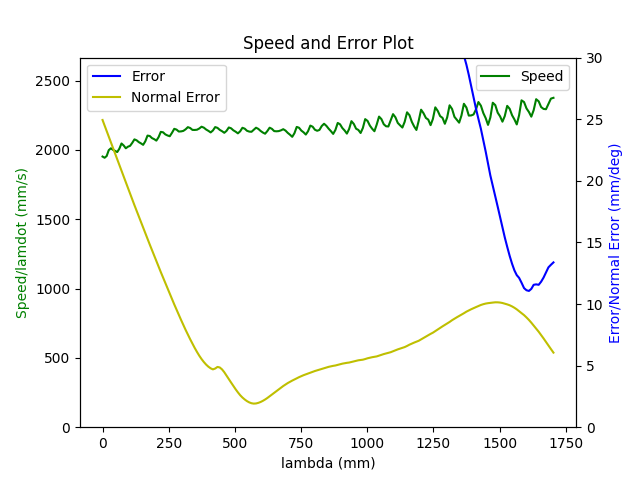 Speed and Error Plot
Error
Normal Error
Speed
2500
2000
1500
1000
500
0
Speed/lamdot (mm/s)
30
25
20
15
10
5
0
Error/Normal Error (mm/deg)
0 250 500 750 1000 1250 1500 1750
lambda (mm)